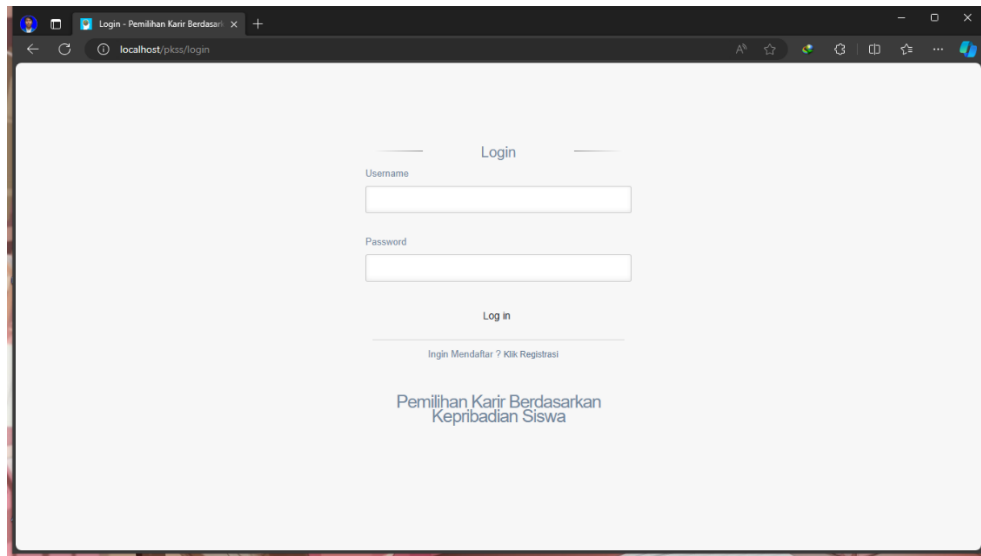 Login - Pemilihan Karir Berdasark
localhost/pkss/login
Login
Username
Password
Log in
Ingin Mendaftar ? Klik Registrasi
Pemilihan Karir Berdasarkan
Kepribadian Siswa